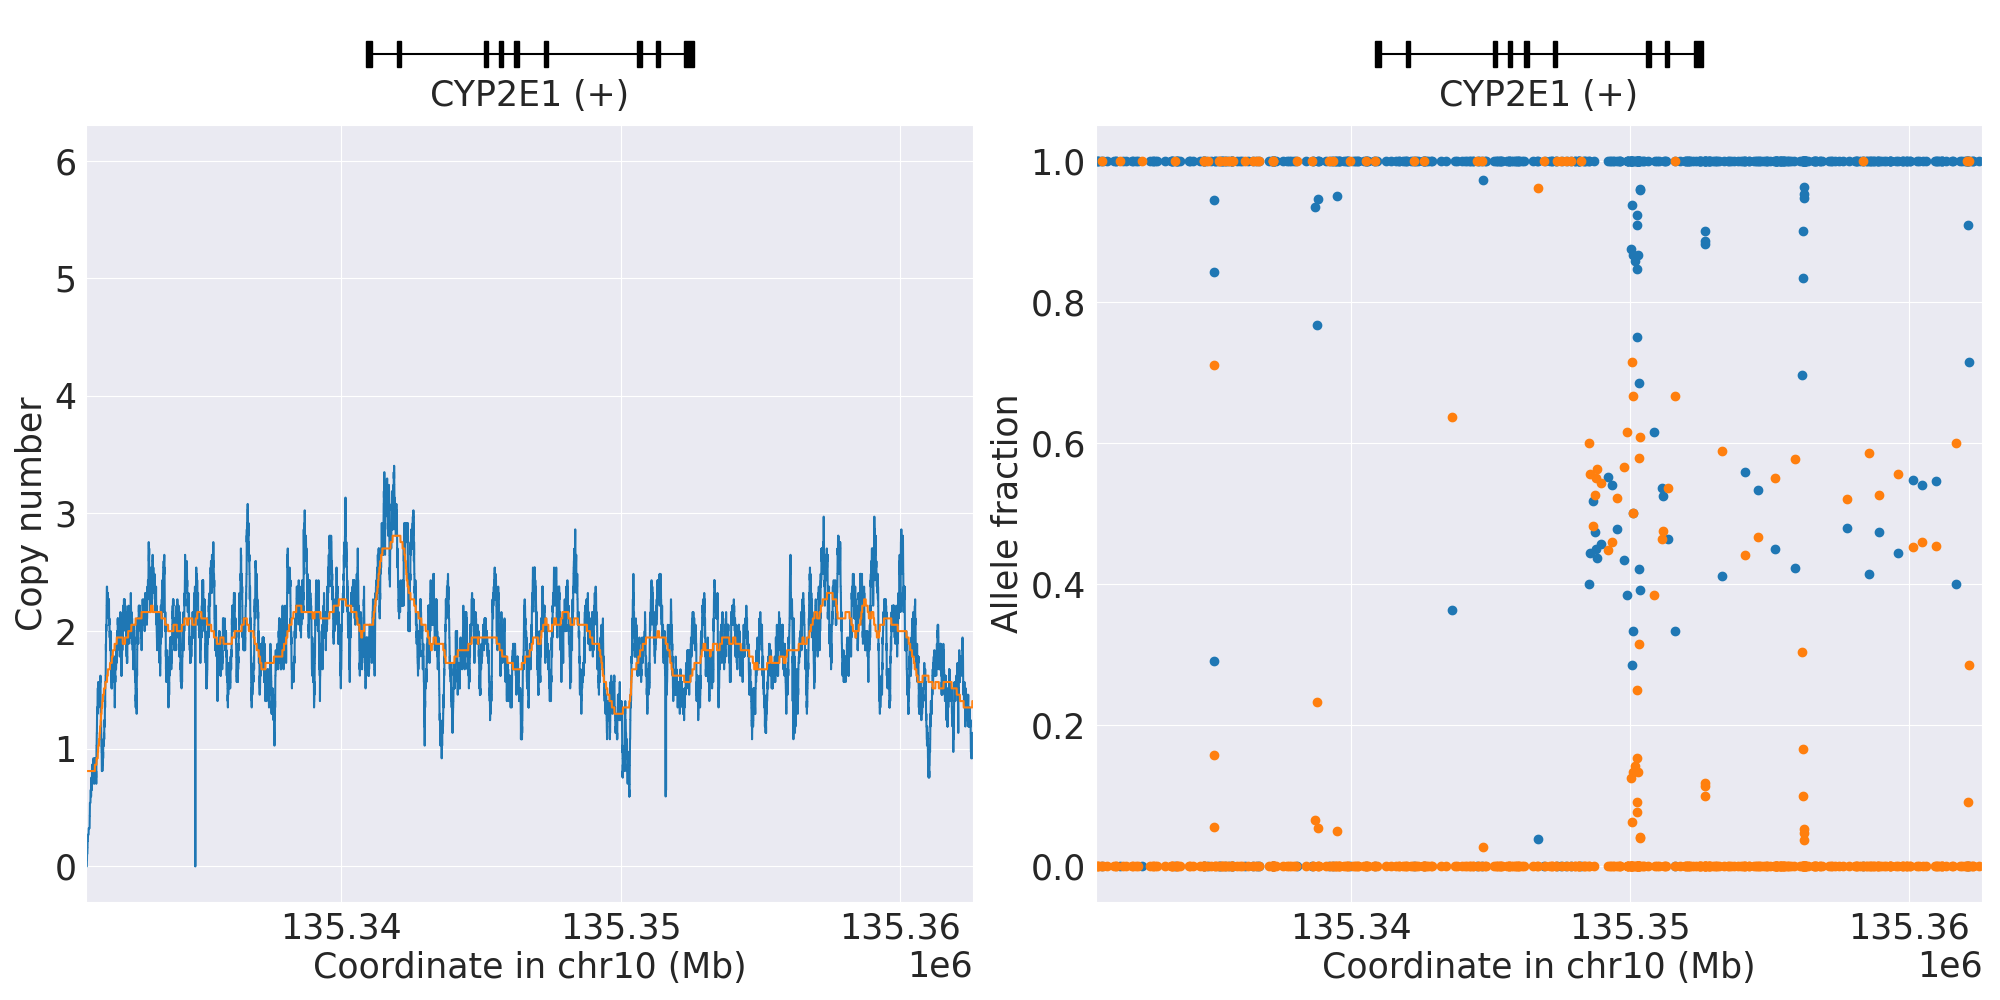 CYP2E1 (+)
6
5
4
3
2
1
0
Copy number
135.34 135.35 135.36
Coordinate in chr10 (Mb)
1e6
CYP2E1 (+)
1.0
0.8
0.6
0.4
0.2
0.0
Allele fraction
135.34 135.35 135.36
Coordinate in chr10 (Mb)
1e6